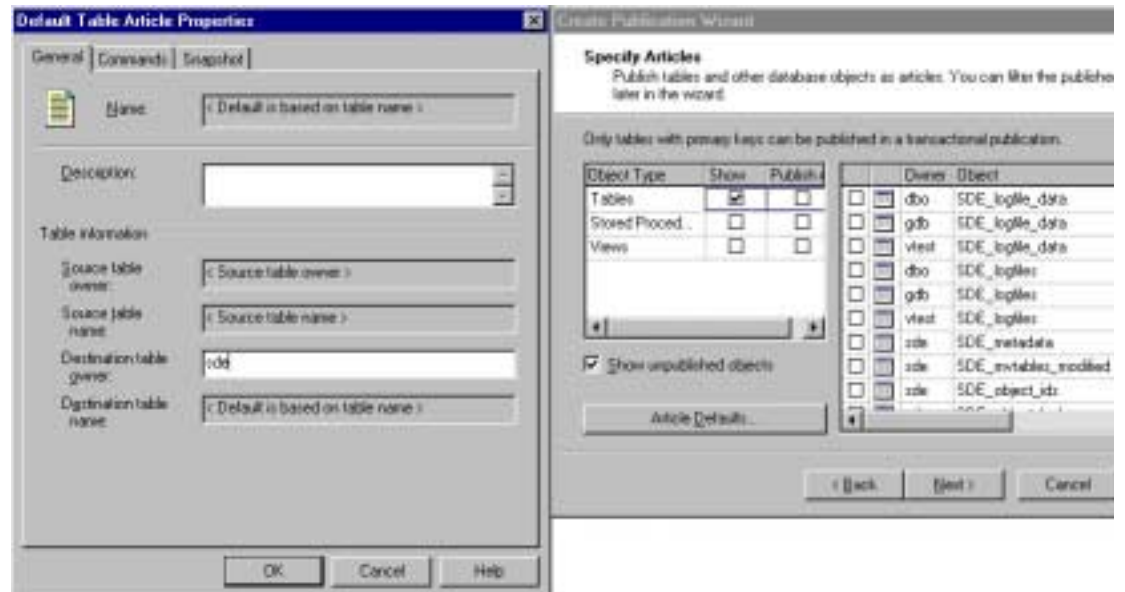 Default Table Article Properties
General
Commands
Snapshot
Name:
< Default is based on table name >
Description:
Table information
Source table
owner:
< Source table owner >
Source table
name:
< Source table name >
Destination table
owner:
sde
Destination table
name:
< Default is based on table name >
OK
Cancel
Help
Create Publication Wizard
Specify Articles
Publish tables and other database objects as articles. You can filter the
later in the wizard.
Only tables with primary keys can be published in a transactional publication.
Object Type Show Publish
Tables
Stored Proced...
Views
Show unpublished objects
Article Defaults...
Owner Object
dbo SDE_logfile_data
gdb SDE_logfile_data
vtest SDE_logfile_data
dbo SDE_logfiles
gdb SDE_logfiles
vtest SDE_logfiles
sde SDE_metadata
sde SDE_mvtables_modified
sde SDE_object_ids
< Back
Next >
Cancel